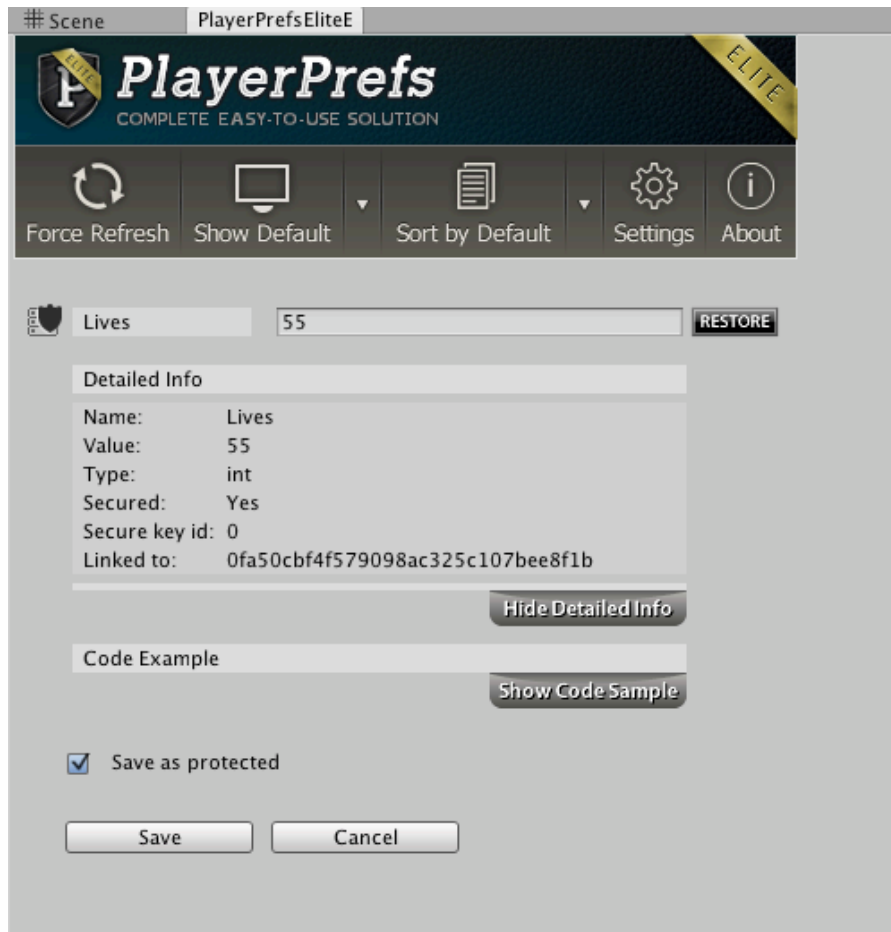 Scene PlayerPrefsEliteE
ELITE PlayerPrefs ELITE
COMPLETE EASY-TO-USE SOLUTION
Force Refresh Show Default Sort by Default Settings About
Lives 55 RESTORE
Detailed Info
Name: Lives
Value: 55
Type: int
Secured: Yes
Secure key id: 0
Linked to: 0fa50cbf4f579098ac325c107bee8f1b
Hide Detailed Info
Code Example
Show Code Sample
Save as protected
Save Cancel